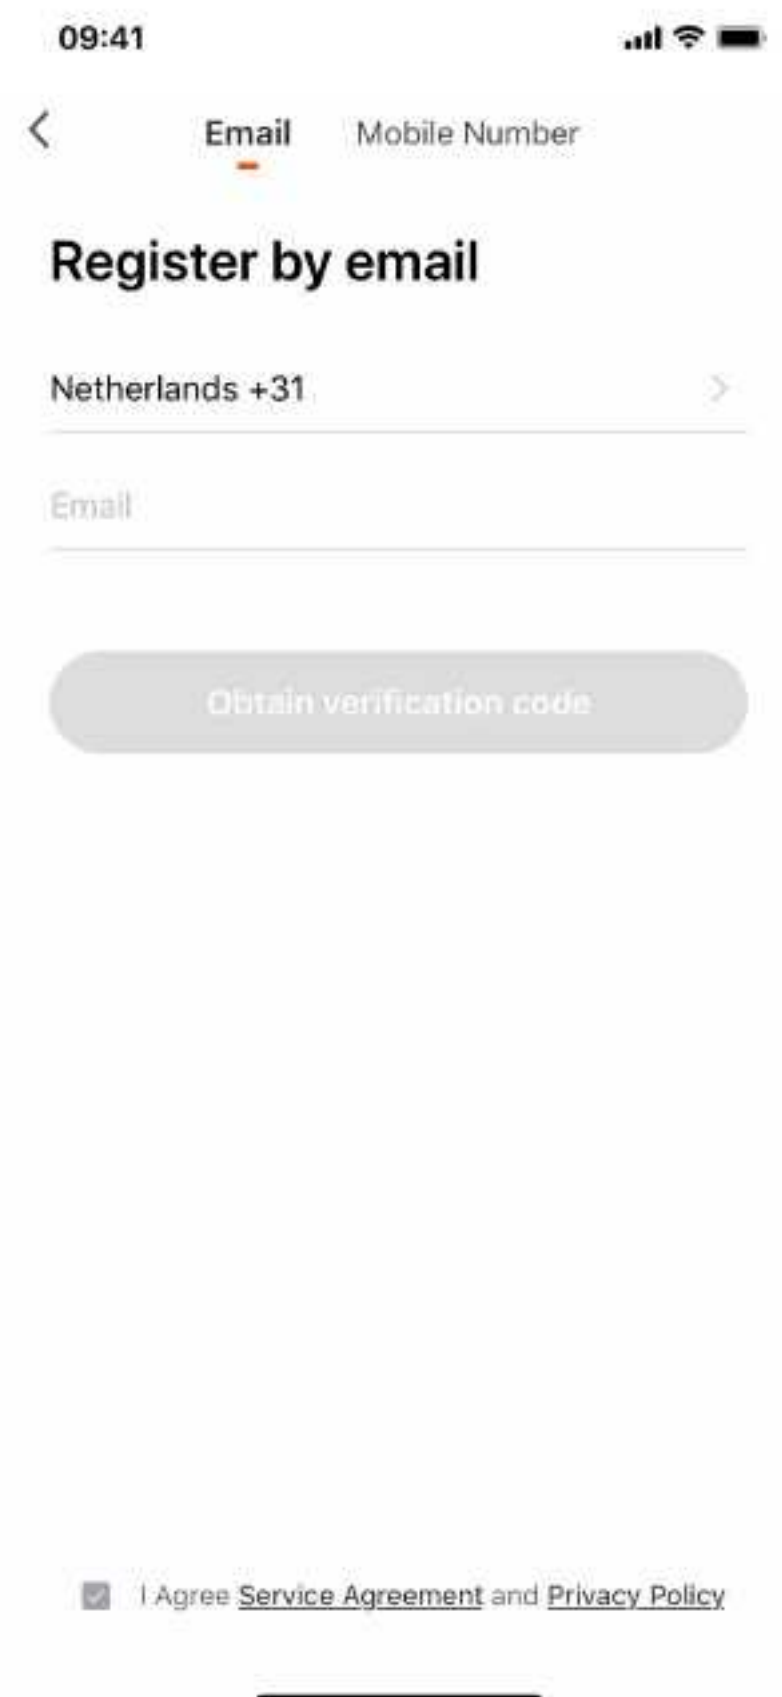 09:41
Email Mobile Number
Register by email
Netherlands +31
Email
Obtain verification code
I Agree Service Agreement and Privacy Policy